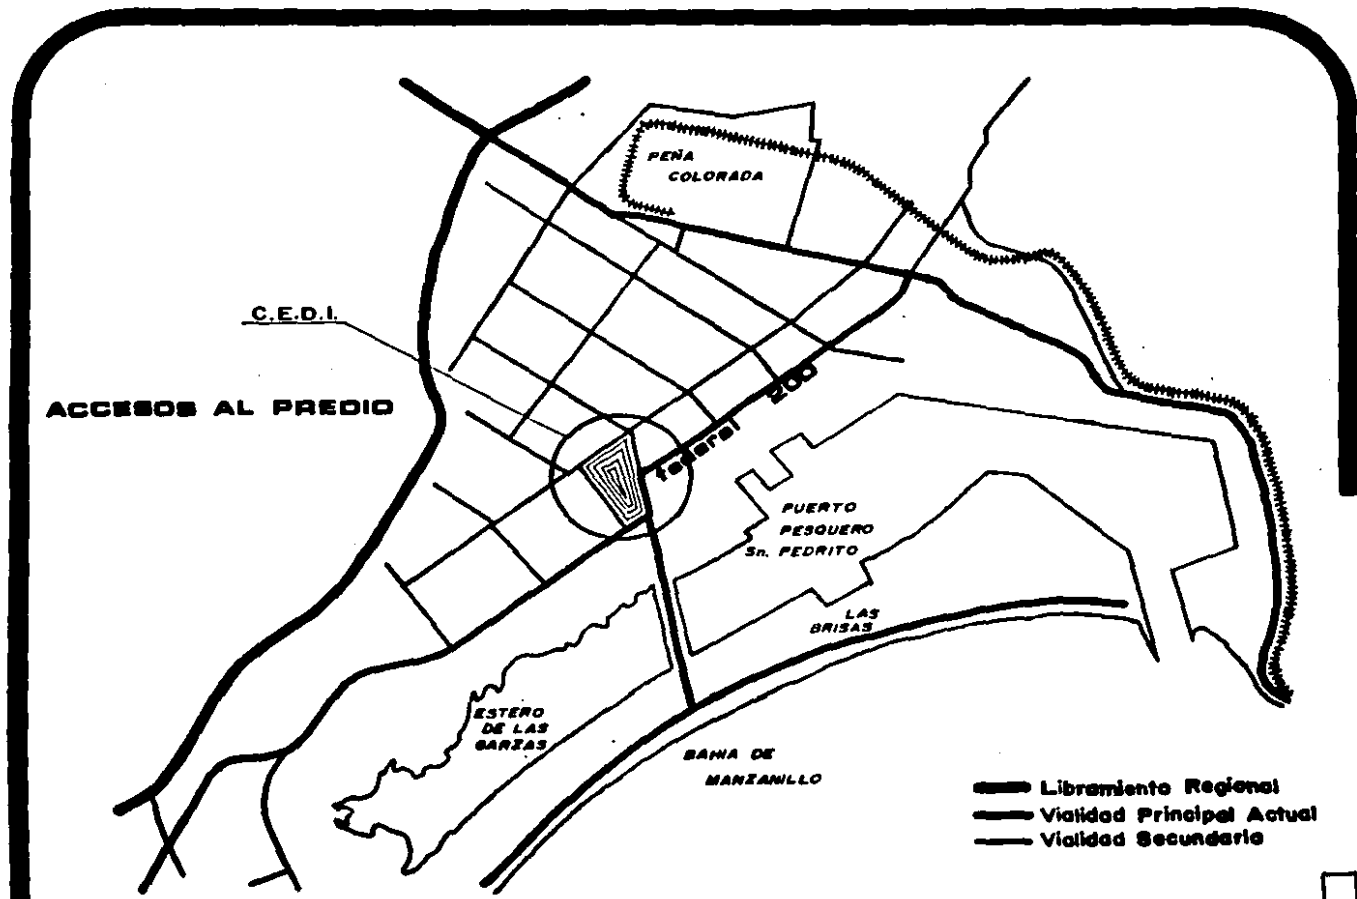 PEÑA
COLORADA
C.E.D.I.
ACCESOS AL PREDIO
federal 200
PUERTO
PESQUERO
Sn. PEDRITO
LAS
BRISAS
ESTERO
DE LAS
GARZAS
BAHIA DE
MANZANILLO
Libramiento Regional
Vialidad Principal Actual
Vialidad Secundaria